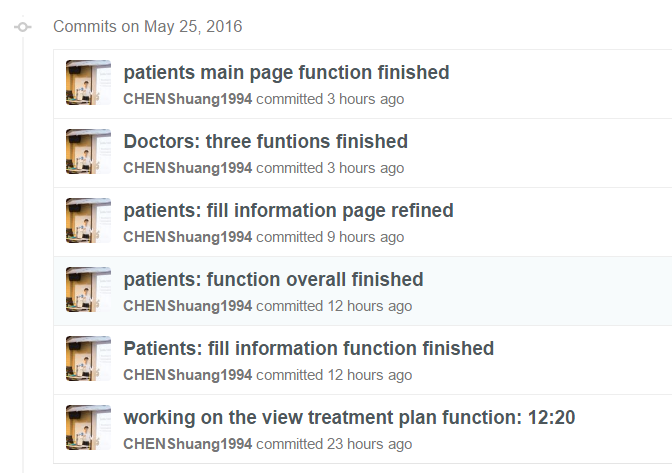 Commits on May 25, 2016
patients main page function finished
CHENShuang1994 committed 3 hours ago
Doctors: three funtions finished
CHENShuang1994 committed 3 hours ago
patients: fill information page refined
CHENShuang1994 committed 9 hours ago
patients: function overall finished
CHENShuang1994 committed 12 hours ago
Patients: fill information function finished
CHENShuang1994 committed 12 hours ago
working on the view treatment plan function: 12:20
CHENShuang1994 committed 23 hours ago